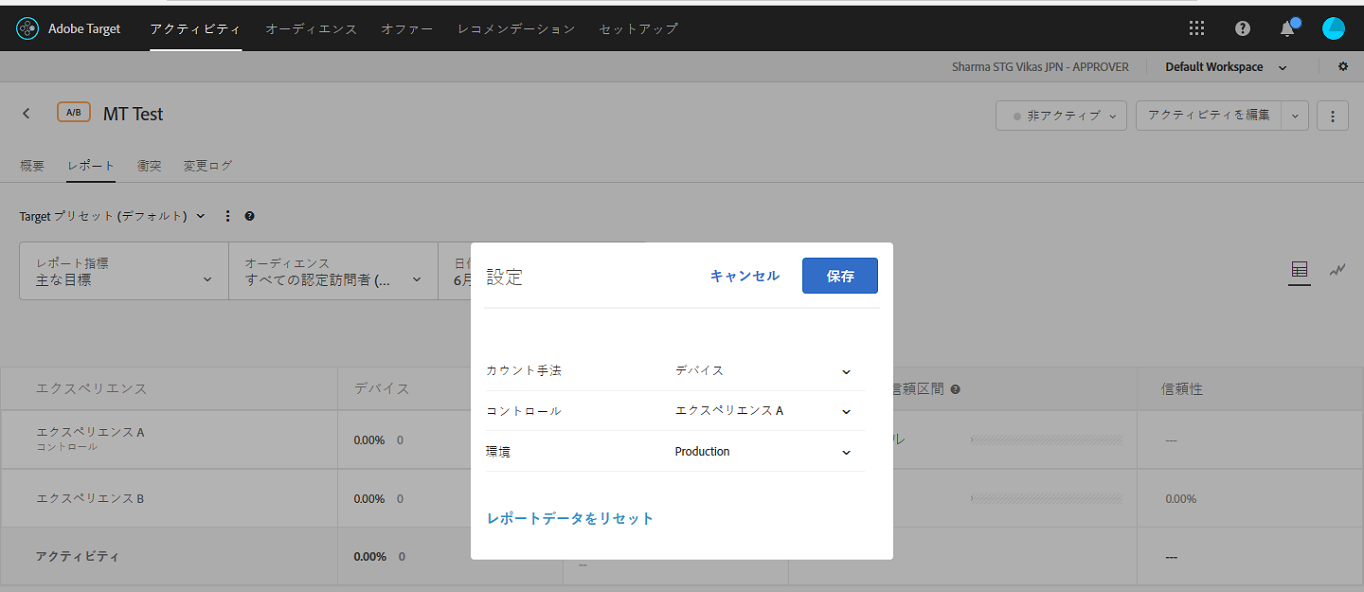 Adobe Target アクティビティ オーディエンス オファー レコメンデーション セットアップ
Sharma STG Vikas JPN - APPROVER Default Workspace
A/B MT Test 非アクティブ アクティビティを編集
概要 レポート 衝突 変更ログ
Target プリセット (デフォルト)
レポート指標 オーディエンス
主な目標 すべての認定訪問者 (... 6月
設定 キャンセル 保存
カウント手法 デバイス
コントロール エクスペリエンス A
環境 Production
レポートデータをリセット
エクスペリエンス デバイス 信頼区間 信頼性
エクスペリエンス A
コントロール
0.00% 0 ---
エクスペリエンス B 0.00% 0 0.00%
アクティビティ 0.00% 0 ---
--